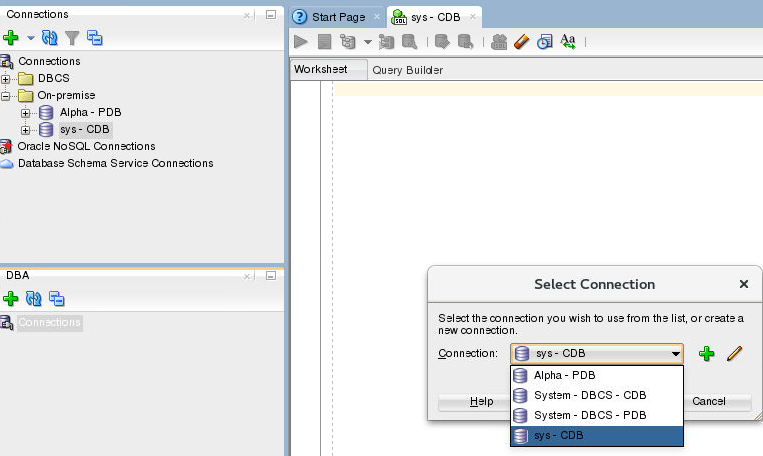 Connections
Connections
DBCS
On-premise
Alpha - PDB
sys - CDB
Oracle NoSQL Connections
Database Schema Service Connections
DBA
Connections
Start Page
sys - CDB
SQL
Aa
Worksheet
Query Builder
Select Connection
Select the connection you wish to use from the list, or create a
new connection.
Connection:
sys - CDB
Alpha - PDB
System - DBCS - CDB
System - DBCS - PDB
sys - CDB
Help
Cancel